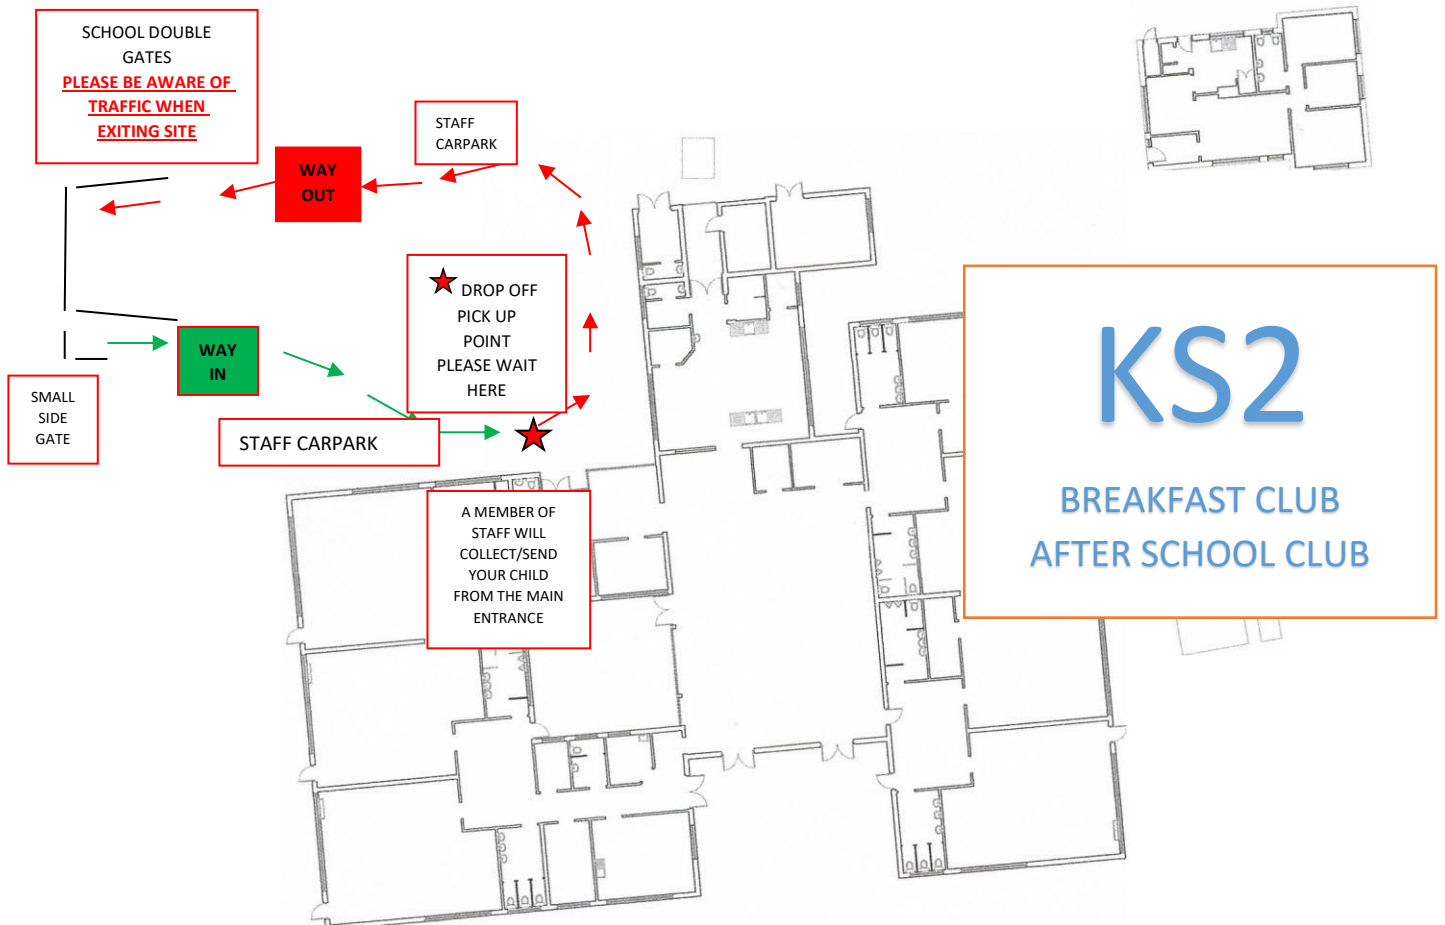 SCHOOL DOUBLE
GATES
PLEASE BE AWARE OF
TRAFFIC WHEN
EXITING SITE
STAFF
CARPARK
WAY
OUT
DROP OFF
PICK UP
POINT
PLEASE WAIT
HERE
WAY
IN
SMALL
SIDE
GATE
STAFF CARPARK
A MEMBER OF
STAFF WILL
COLLECT/SEND
YOUR CHILD
FROM THE MAIN
ENTRANCE
KS2
BREAKFAST CLUB
AFTER SCHOOL CLUB